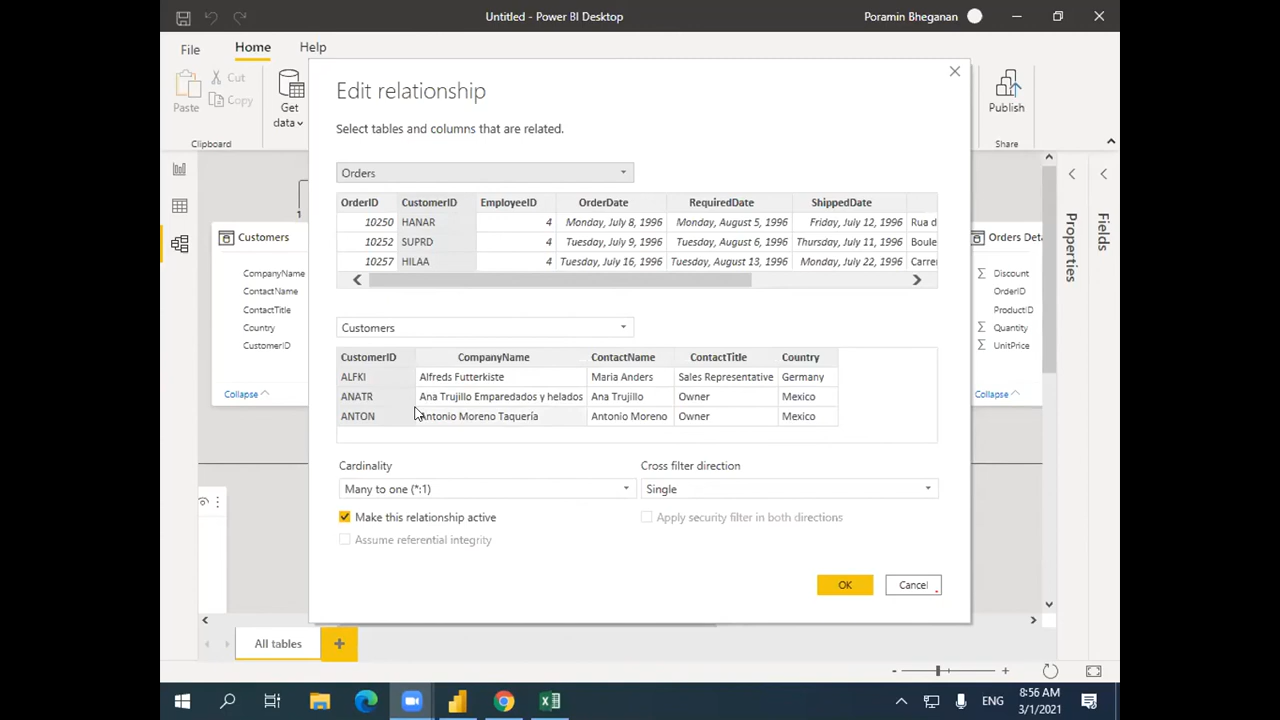 Untitled - Power BI Desktop
Poramin Bheganan
File
Home
Help
Paste
Cut
Copy
Clipboard
Get
data
Publish
Share
Edit relationship
Select tables and columns that are related.
Orders
OrderID CustomerID EmployeeID OrderDate RequiredDate ShippedDate
10250 HANAR 4 Monday, July 8, 1996 Monday, August 5, 1996 Friday, July 12, 1996 Rua d
10252 SUPRD 4 Tuesday, July 9, 1996 Tuesday, August 6, 1996 Thursday, July 11, 1996 Boule
10257 HILAA 4 Tuesday, July 16, 1996 Tuesday, August 13, 1996 Monday, July 22, 1996 Carrer
Customers
CustomerID CompanyName ContactName ContactTitle Country
ALFKI Alfreds Futterkiste Maria Anders Sales Representative Germany
ANATR Ana Trujillo Emparedados y helados Ana Trujillo Owner Mexico
ANTON Antonio Moreno Taquería Antonio Moreno Owner Mexico
Cardinality
Many to one (*:1)
Cross filter direction
Single
Make this relationship active
Apply security filter in both directions
Assume referential integrity
OK
Cancel
1
Customers
CompanyName
ContactName
ContactTitle
Country
CustomerID
Collapse
Orders Deta
Discount
OrderID
ProductID
Quantity
UnitPrice
Collapse
Properties
Fields
All tables
ENG
8:56 AM
3/1/2021